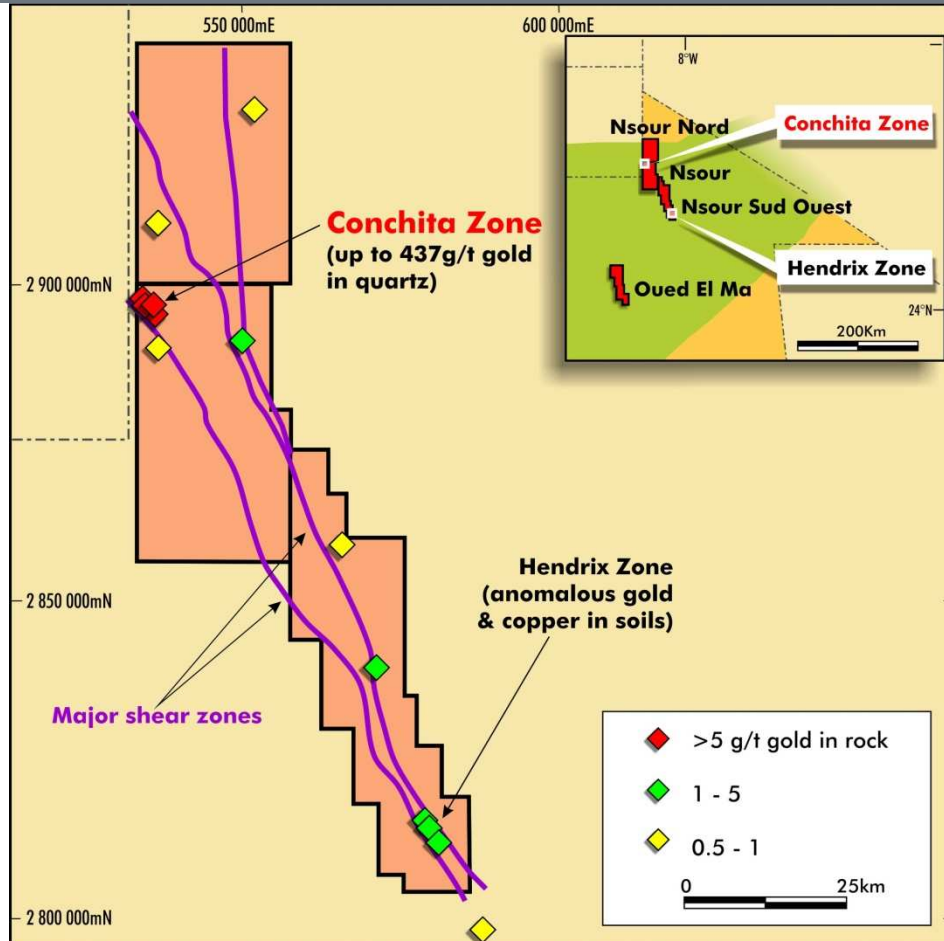 550 000mE
600 000mE
8°W
Nsour Nord
Conchita Zone
Nsour
Nsour Sud Ouest
Hendrix Zone
Oued El Ma
24°N
200Km
Conchita Zone
(up to 437g/t gold
in quartz)
2 900 000mN
Hendrix Zone
(anomalous gold
& copper in soils)
2 850 000mN
Major shear zones
>5 g/t gold in rock
1 - 5
0.5 - 1
0
25km
2 800 000mN